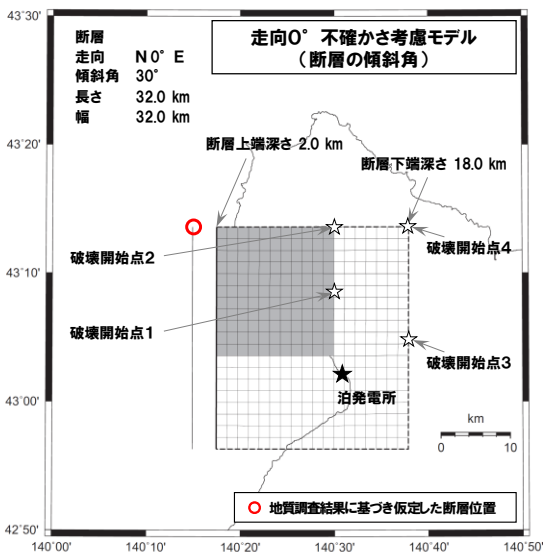 走向0°不確かさ考慮モデル
（断層の傾斜角）
断層
走向 N 0° E
傾斜角 30°
長さ 32.0 km
幅 32.0 km
43°30'
43°20'
43°10'
43°00'
42°50'
断層上端深さ 2.0 km
断層下端深さ 18.0 km
破壊開始点2
破壊開始点4
破壊開始点1
破壊開始点3
泊発電所
km
0 10
地質調査結果に基づき仮定した断層位置
140°00' 140°10' 140°20' 140°30' 140°40' 140°50'